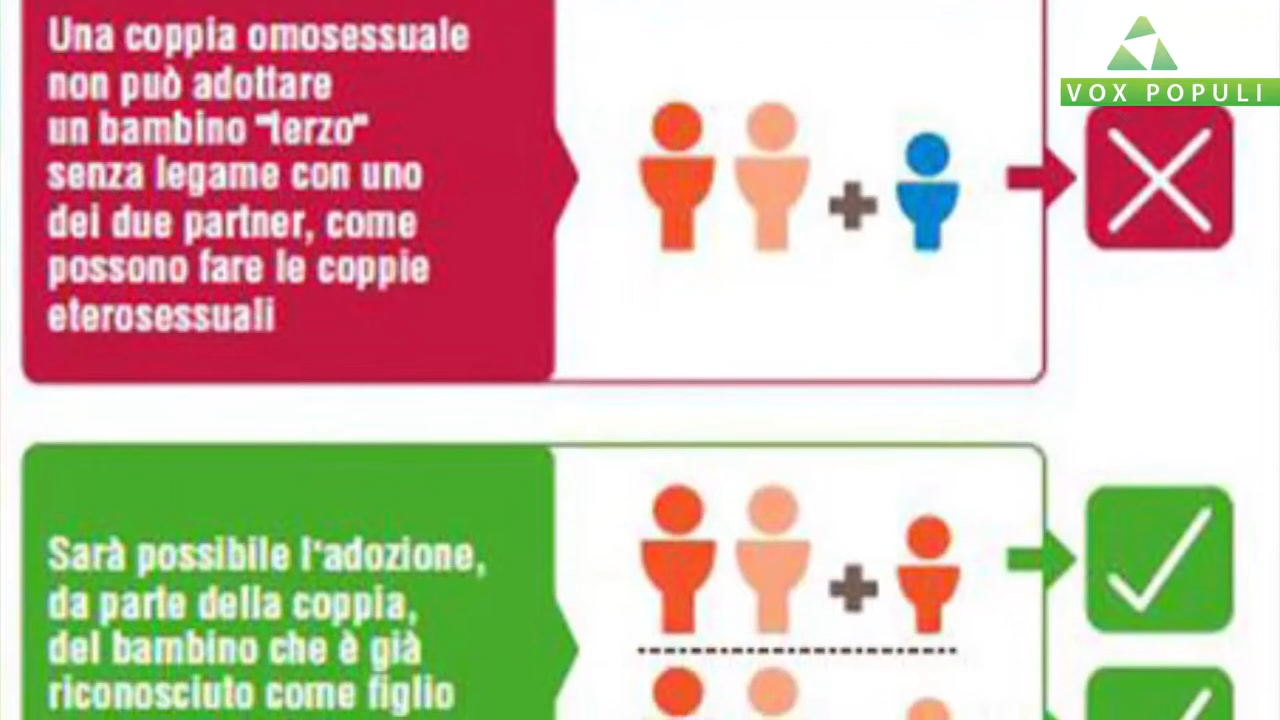 Una coppia omosessuale
non può adottare
un bambino "terzo"
senza legame con uno
dei due partner, come
possono fare le coppie
eterosessuali
VOX POPULI
Sarà possibile l'adozione,
da parte della coppia,
del bambino che è già
riconosciuto come figlio